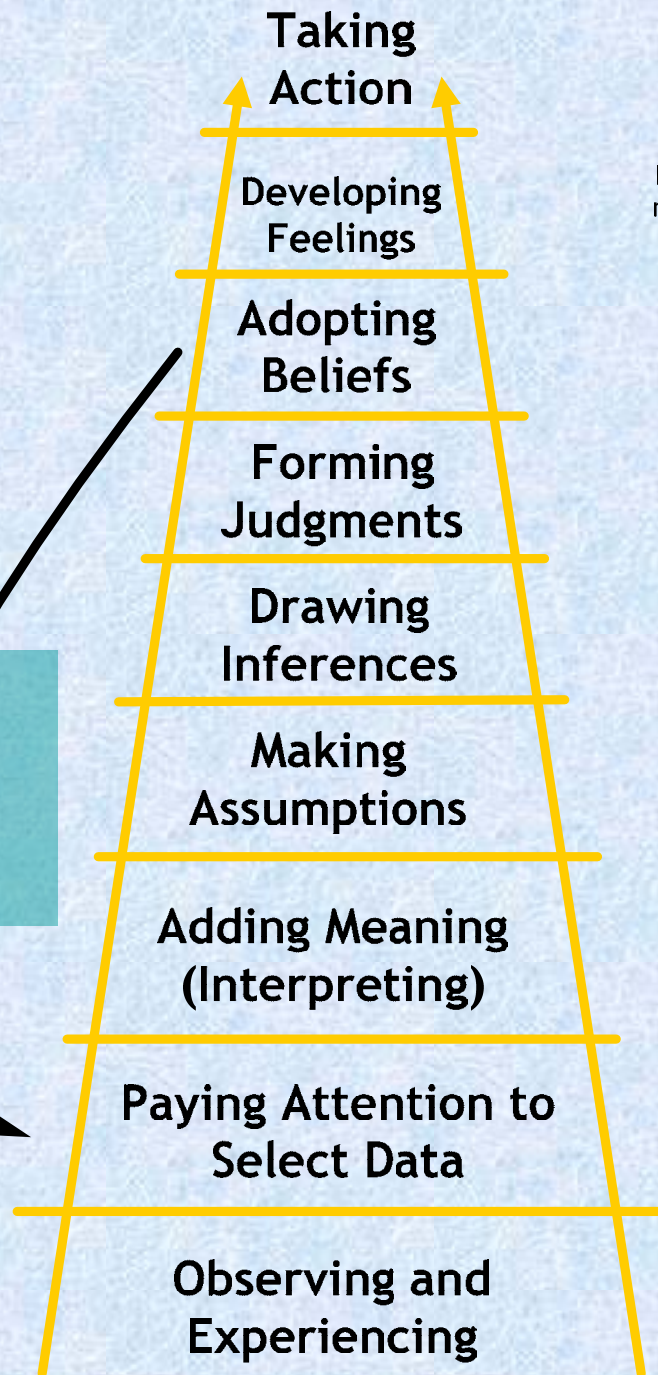 Taking
Action
Developing
Feelings
Adopting
Beliefs
Forming
Judgments
Drawing
Inferences
Making
Assumptions
Adding Meaning
(Interpreting)
Paying Attention to
Select Data
Observing and
Experiencing